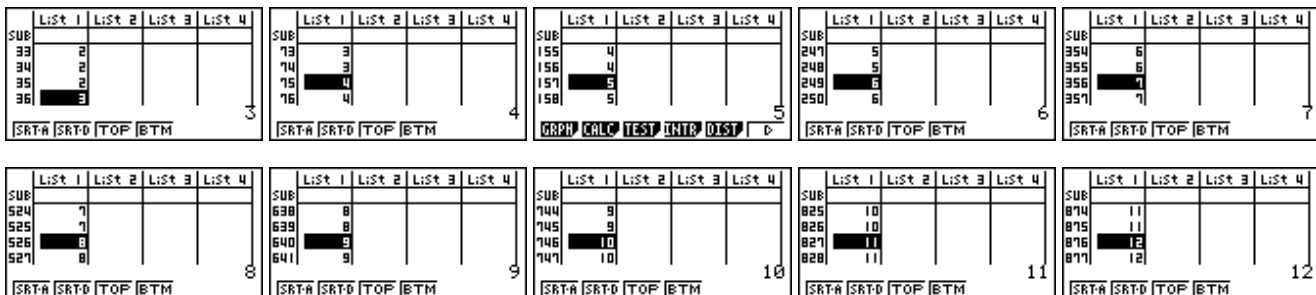 List 1 List 2 List 3 List 4
SUB
33 2
34 2
35 2
36 3
3
SRT·A SRT·D TOP BTM
List 1 List 2 List 3 List 4
SUB
73 3
74 3
75 4
76 4
4
SRT·A SRT·D TOP BTM
List 1 List 2 List 3 List 4
SUB
155 4
156 4
157 5
158 5
5
GRPH CALC TEST INTR DIST ▷
List 1 List 2 List 3 List 4
SUB
247 5
248 5
249 6
250 6
6
SRT·A SRT·D TOP BTM
List 1 List 2 List 3 List 4
SUB
354 6
355 6
356 7
357 7
7
SRT·A SRT·D TOP BTM
List 1 List 2 List 3 List 4
SUB
524 7
525 7
526 8
527 8
8
SRT·A SRT·D TOP BTM
List 1 List 2 List 3 List 4
SUB
638 8
639 8
640 9
641 9
9
SRT·A SRT·D TOP BTM
List 1 List 2 List 3 List 4
SUB
744 9
745 9
746 10
747 10
10
SRT·A SRT·D TOP BTM
List 1 List 2 List 3 List 4
SUB
825 10
826 10
827 11
828 11
11
SRT·A SRT·D TOP BTM
List 1 List 2 List 3 List 4
SUB
874 11
875 11
876 12
877 12
12
SRT·A SRT·D TOP BTM